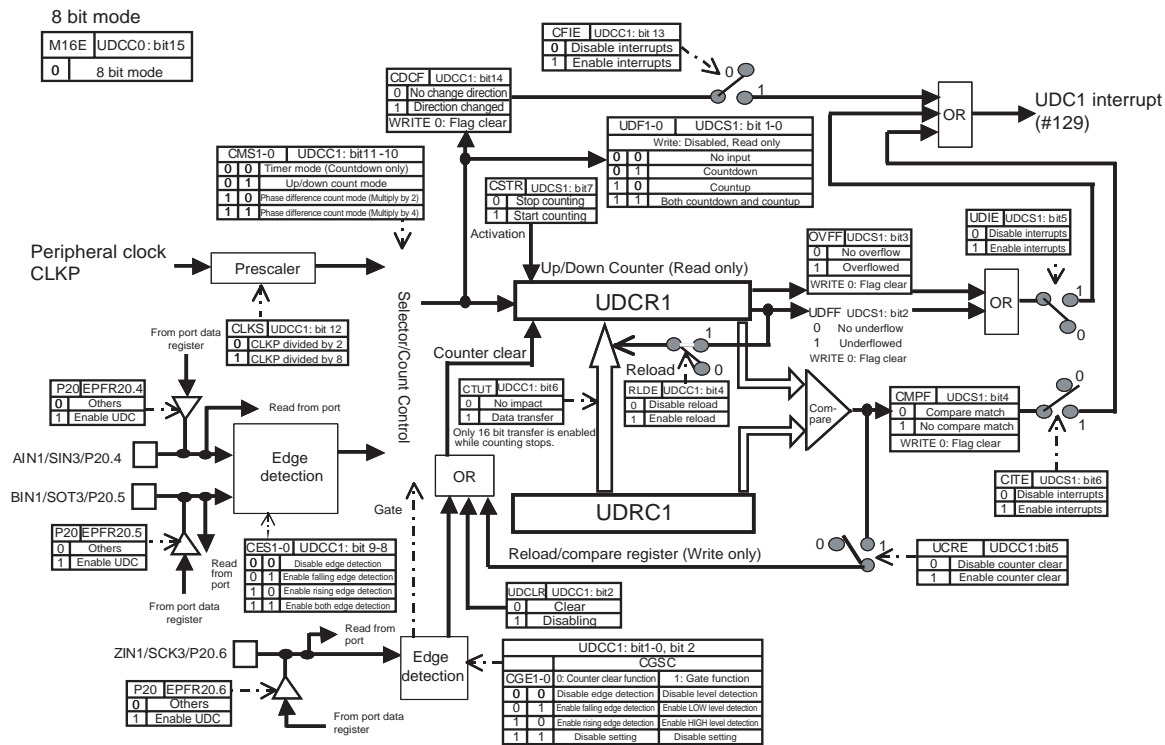 8 bit mode
M16E UDCC0: bit15
0 8 bit mode
CFIE UDCC1: bit 13
0 Disable interrupts
1 Enable interrupts
0
1
CDCF UDCC1: bit14
0 No change direction
1 Direction changed
WRITE 0: Flag clear
OR
UDC1 interrupt
(#129)
CMS1-0 UDCC1: bit11 -10
0 0 Timer mode (Countdown only)
0 1 Up/down count mode
1 0 Phase difference count mode (Multiply by 2)
1 1 Phase difference count mode (Multiply by 4)
UDF1-0 UDCS1: bit 1-0
Write: Disabled, Read only
0 0 No input
0 1 Countdown
1 0 Countup
1 1 Both countdown and countup
CSTR UDCS1: bit7
0 Stop counting
1 Start counting
Activation
UDIE UDCS1: bit5
0 Disable interrupts
1 Enable interrupts
OVFF UDCS1: bit3
0 No overflow
1 Overflowed
WRITE 0: Flag clear
Peripheral clock
CLKP
Prescaler
Up/Down Counter (Read only)
UDCR1
OR
1
0
UDFF UDCS1: bit2
0 No underflow
1 Underflowed
WRITE 0: Flag clear
Selector/Count Control
CLKS UDCC1: bit 12
0 CLKP divided by 2
1 CLKP divided by 8
From port data
register
Counter clear
1
Reload
0
P20 EPFR20.4
0 Others
1 Enable UDC
Read from port
CTUT UDCC1: bit6
0 No impact
1 Data transfer
Only 16 bit transfer is enabled
while counting stops.
RLDE UDCC1: bit4
0 Disable reload
1 Enable reload
Com-
pare
CMPF UDCS1: bit4
0 Compare match
1 No compare match
WRITE 0: Flag clear
0
1
AIN1/SIN3/P20.4
Edge
detection
BIN1/SOT3/P20.5
OR
Gate
UDRC1
CITE UDCS1: bit6
0 Disable interrupts
1 Enable interrupts
P20 EPFR20.5
0 Others
1 Enable UDC
Read
from
port
From port data
register
CES1-0 UDCC1: bit 9-8
0 0 Disable edge detection
0 1 Enable falling edge detection
1 0 Enable rising edge detection
1 1 Enable both edge detection
Reload/compare register (Write only)
0
1
UCRE UDCC1:bit5
0 Disable counter clear
1 Enable counter clear
UDCLR UDCC1: bit2
0 Clear
1 Disabling
Read from
port
ZIN1/SCK3/P20.6
Edge
detection
P20 EPFR20.6
0 Others
1 Enable UDC
From port data
register
UDCC1: bit1-0, bit 2
CGSC
CGE1-0 0: Counter clear function 1: Gate function
0 0 Disable edge detection Disable level detection
0 1 Enable falling edge detection Enable LOW level detection
1 0 Enable rising edge detection Enable HIGH level detection
1 1 Disable setting Disable setting